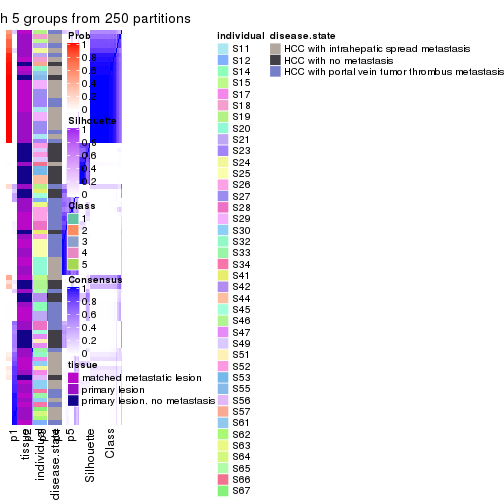 h 5 groups from 250 partitions
Prob
1
0.8
0.6
0.4
0.2
0
Silhouette
1
0.8
0.6
0.4
0.2
0
Class
1
2
3
4
5
Consensus
1
0.8
0.6
0.4
0.2
0
tissue
matched metastatic lesion
primary lesion
primary lesion. no metastasis
individual
S11
S12
S14
S15
S17
S18
S19
S20
S21
S23
S24
S25
S26
S27
S28
S29
S30
S32
S33
S34
S41
S42
S44
S45
S46
S47
S49
S51
S52
S53
S55
S56
S57
S61
S62
S63
S64
S65
S66
S67
disease.state
HCC with intrahepatic spread metastasis
HCC with no metastasis
HCC with portal vein tumor thrombus metastasis
p1
tissue
individual
disease.state
p5
Silhouette
Class